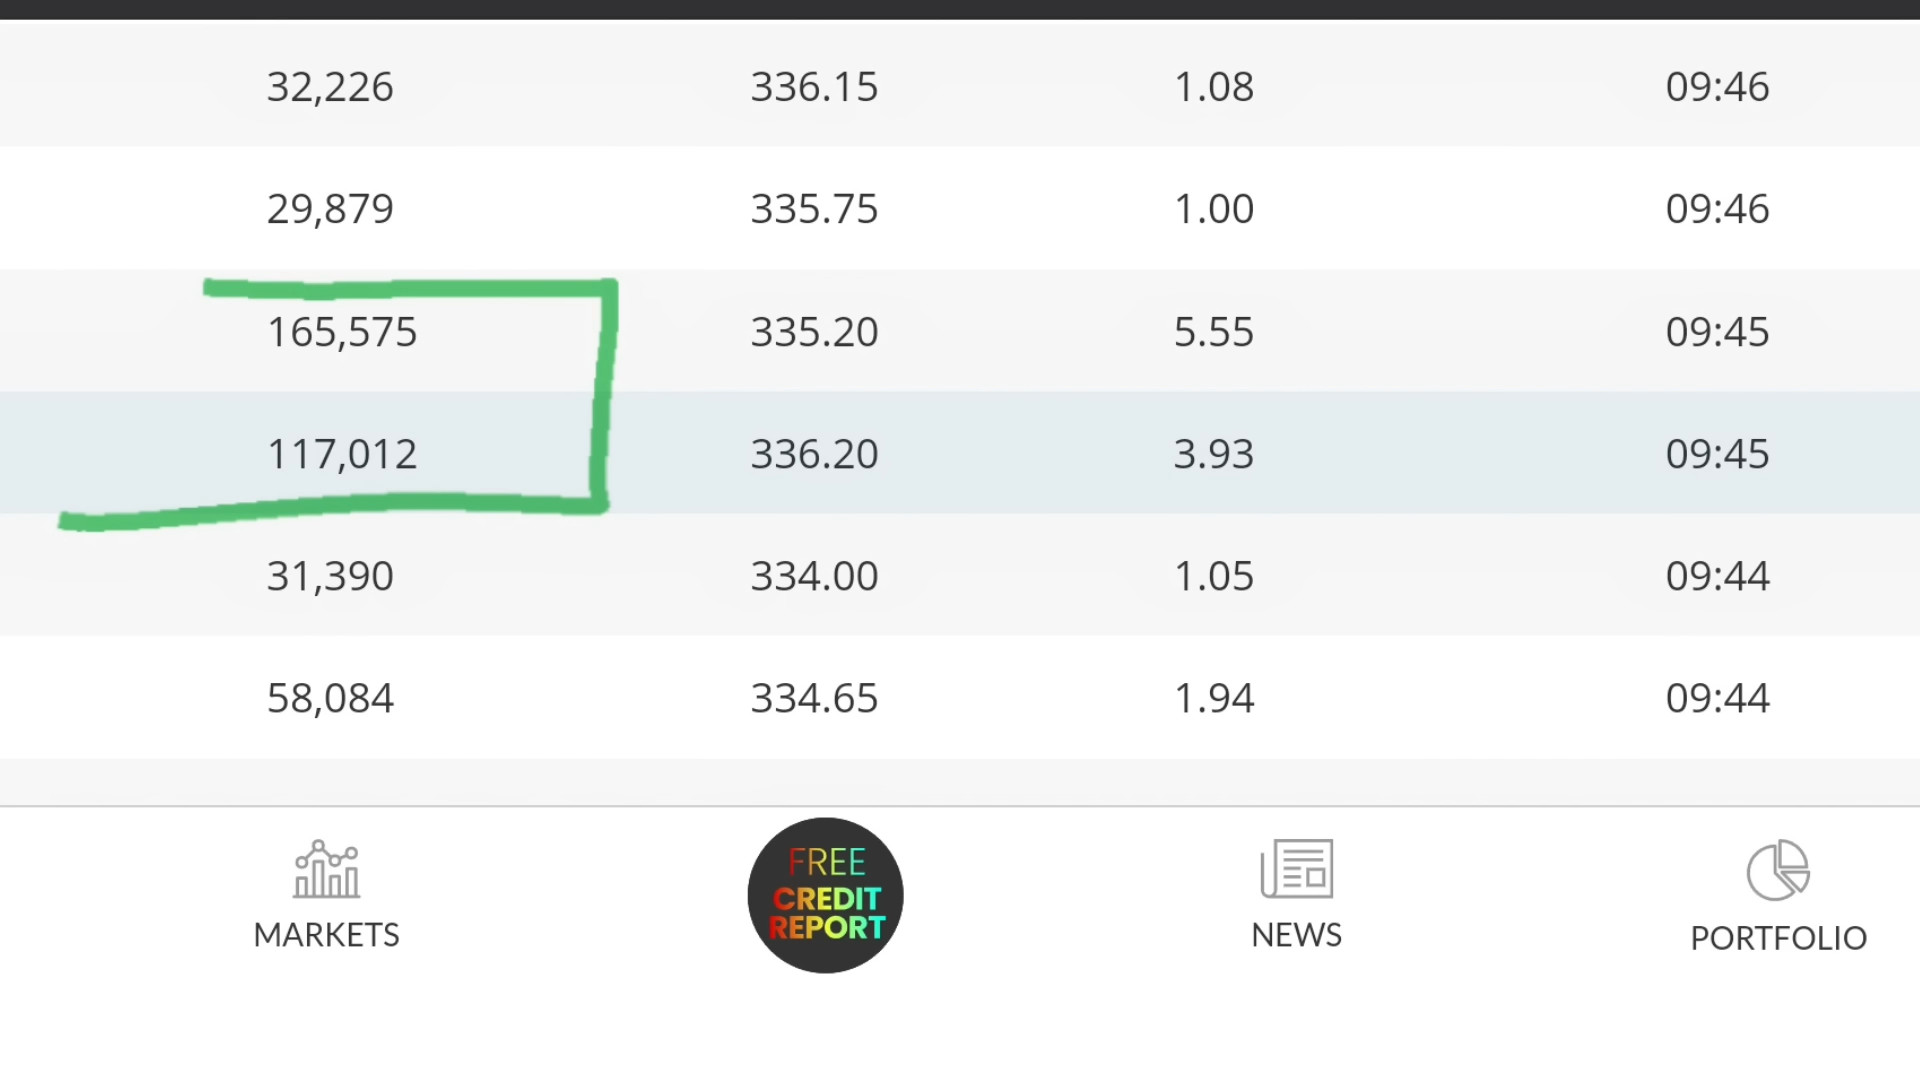 32,226 336.15 1.08 09:46
29,879 335.75 1.00 09:46
165,575 335.20 5.55 09:45
117,012 336.20 3.93 09:45
31,390 334.00 1.05 09:44
58,084 334.65 1.94 09:44
FREE
CREDIT
REPORT
MARKETS NEWS PORTFOLIO